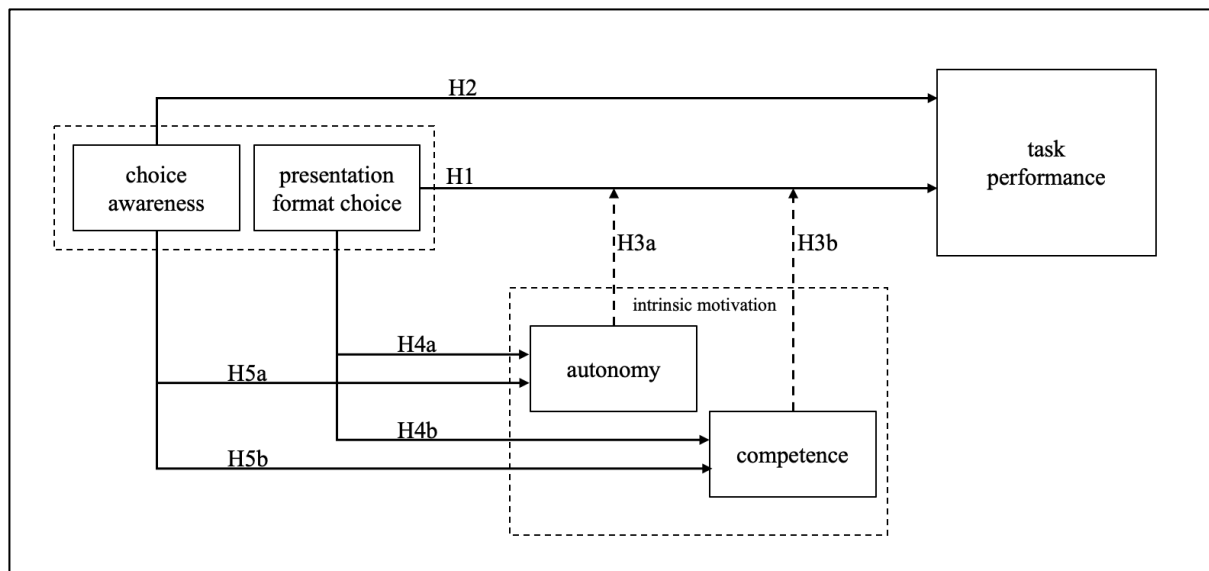 H2
choice
awareness
presentation
format choice
H1
task
performance
H3a
H3b
intrinsic motivation
H4a
autonomy
H5a
H4b
competence
H5b